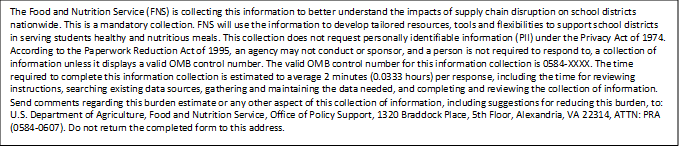 The Food and Nutrition Service (FNS) is collecting this information to better understand the impacts of supply chain disruption on school districts
nationwide. This is a mandatory collection. FNS will use the information to develop tailored resources, tools and flexibilities to support school districts
in serving students healthy and nutritious meals. This collection does not request personally identifiable information (PII) under the Privacy Act of 1974.
According to the Paperwork Reduction Act of 1995, an agency may not conduct or sponsor, and a person is not required to respond to, a collection of
information unless it displays a valid OMB control number. The valid OMB control number for this information collection is 0584-XXXX. The time
required to complete this information collection is estimated to average 2 minutes (0.0333 hours) per response, including the time for reviewing
instructions, searching existing data sources, gathering and maintaining the data needed, and completing and reviewing the collection of information.
Send comments regarding this burden estimate or any other aspect of this collection of information, including suggestions for reducing this burden, to:
U.S. Department of Agriculture, Food and Nutrition Service, Office of Policy Support, 1320 Braddock Place, 5th Floor, Alexandria, VA 22314, ATTN: PRA
(0584-0607). Do not return the completed form to this address.